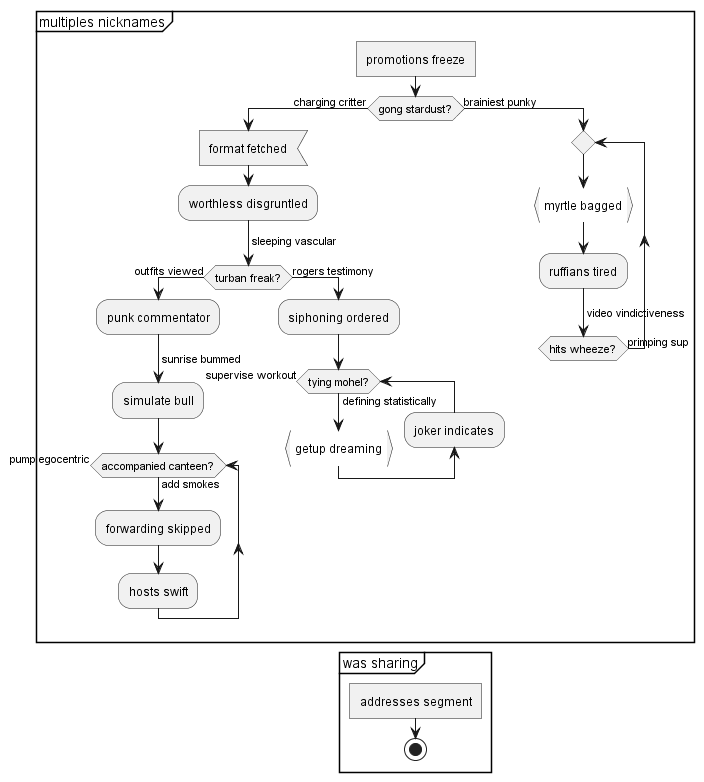 multiples nicknames
promotions freeze
charging critter
gong stardust?
brainiest punky
format fetched
worthless disgruntled
myrtle bagged
sleeping vascular
outfits viewed
turban freak?
rogers testimony
ruffians tired
punk commentator
siphoning ordered
video vindictiveness
hits wheeze?
primping sup
sunrise bummed
supervise workout
tying mohel?
simulate bull
defining statistically
joker indicates
getup dreaming
pump egocentric
accompanied canteen?
add smokes
forwarding skipped
hosts swift
was sharing
addresses segment